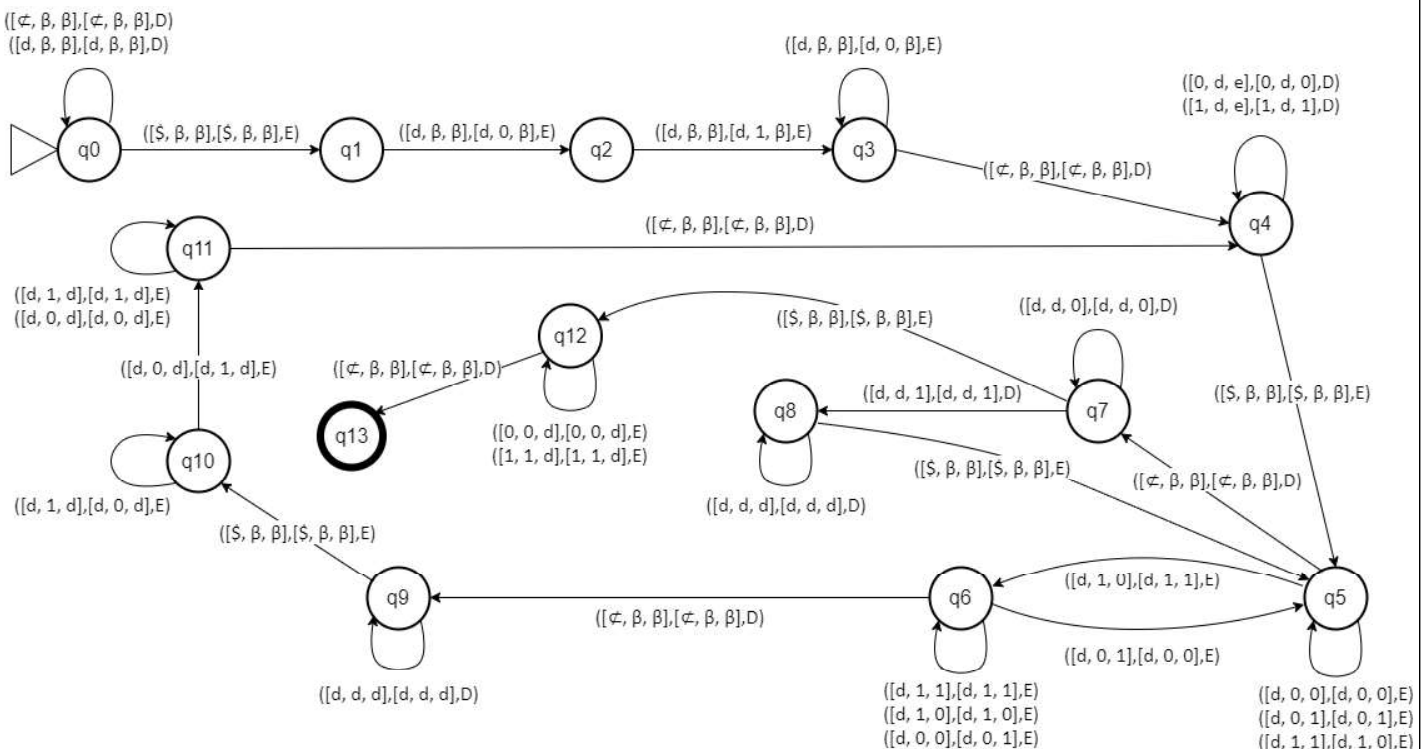 ([⊄, β, β],[⊄, β, β],D)
([d, β, β],[d, β, β],D)
([d, β, β],[d, 0, β],E)
([0, d, e],[0, d, 0],D)
([1, d, e],[1, d, 1],D)
q0
([$, β, β],[$, β, β],E)
q1
([d, β, β],[d, 0, β],E)
q2
([d, β, β],[d, 1, β],E)
q3
([⊄, β, β],[⊄, β, β],D)
q4
q11
([⊄, β, β],[⊄, β, β],D)
([d, 1, d],[d, 1, d],E)
([d, 0, d],[d, 0, d],E)
([d, 0, d],[d, 1, d],E)
q12
([$, β, β],[$, β, β],E)
([d, d, 0],[d, d, 0],D)
([⊄, β, β],[⊄, β, β],D)
q13
([0, 0, d],[0, 0, d],E)
([1, 1, d],[1, 1, d],E)
q8
([d, d, 1],[d, d, 1],D)
q7
([$, β, β],[$, β, β],E)
q10
([d, 1, d],[d, 0, d],E)
([d, d, d],[d, d, d],D)
([$, β, β],[$, β, β],E)
([⊄, β, β],[⊄, β, β],D)
([$, β, β],[$, β, β],E)
q9
([⊄, β, β],[⊄, β, β],D)
q6
([d, 1, 0],[d, 1, 1],E)
q5
([d, 0, 1],[d, 0, 0],E)
([d, d, d],[d, d, d],D)
([d, 1, 1],[d, 1, 1],E)
([d, 1, 0],[d, 1, 0],E)
([d, 0, 0],[d, 0, 1],E)
([d, 0, 0],[d, 0, 0],E)
([d, 0, 1],[d, 0, 1],E)
([d, 1, 1],[d, 1, 0],E)